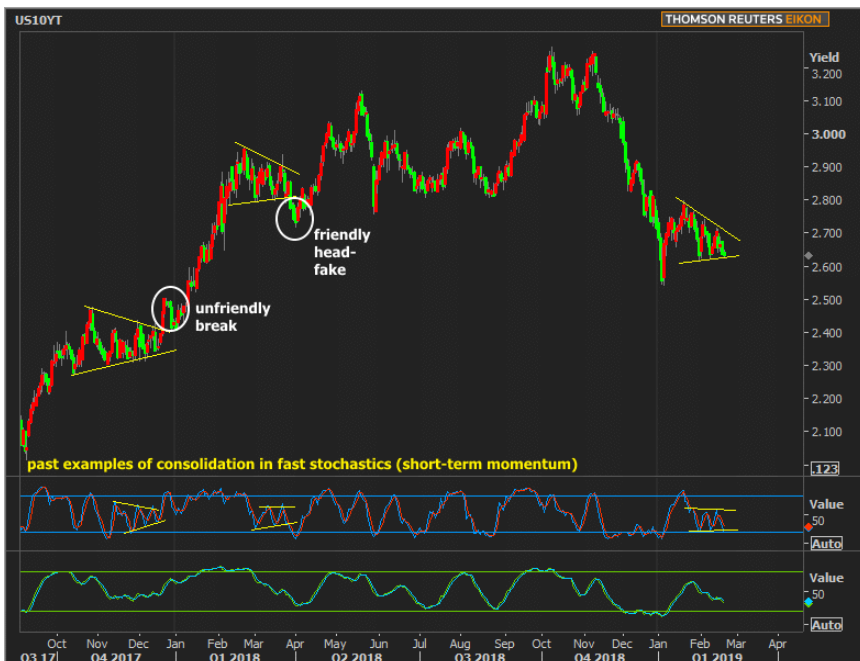 US10YT
THOMSON REUTERS EIKON
Yield
3.200
3.100
3.000
2.900
2.800
2.700
2.600
2.500
2.400
2.300
2.200
2.100
.123
friendly
head-
fake
unfriendly
break
past examples of consolidation in fast stochastics (short-term momentum)
Value
50
Auto
Value
50
Auto
Oct Nov Dec Jan Feb Mar Apr May Jun Jul Aug Sep Oct Nov Dec Jan Feb Mar Apr
Q3 17 Q4 2017 Q1 2018 Q2 2018 Q3 2018 Q4 2018 Q1 2019